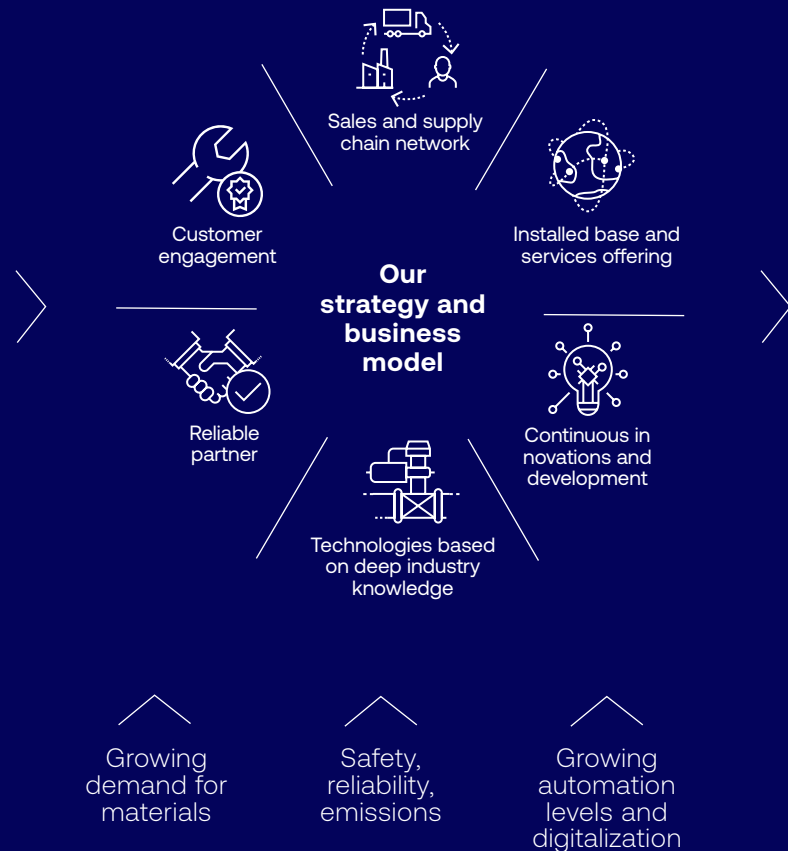 Sales and supply
chain network
Customer
engagement
Installed base and
services offering
Our
strategy and
business
model
Reliable
partner
Continuous in
novations and
development
Technologies based
on deep industry
knowledge
Growing
demand for
materials
Safety,
reliability,
emissions
Growing
automation
levels and
digitalization